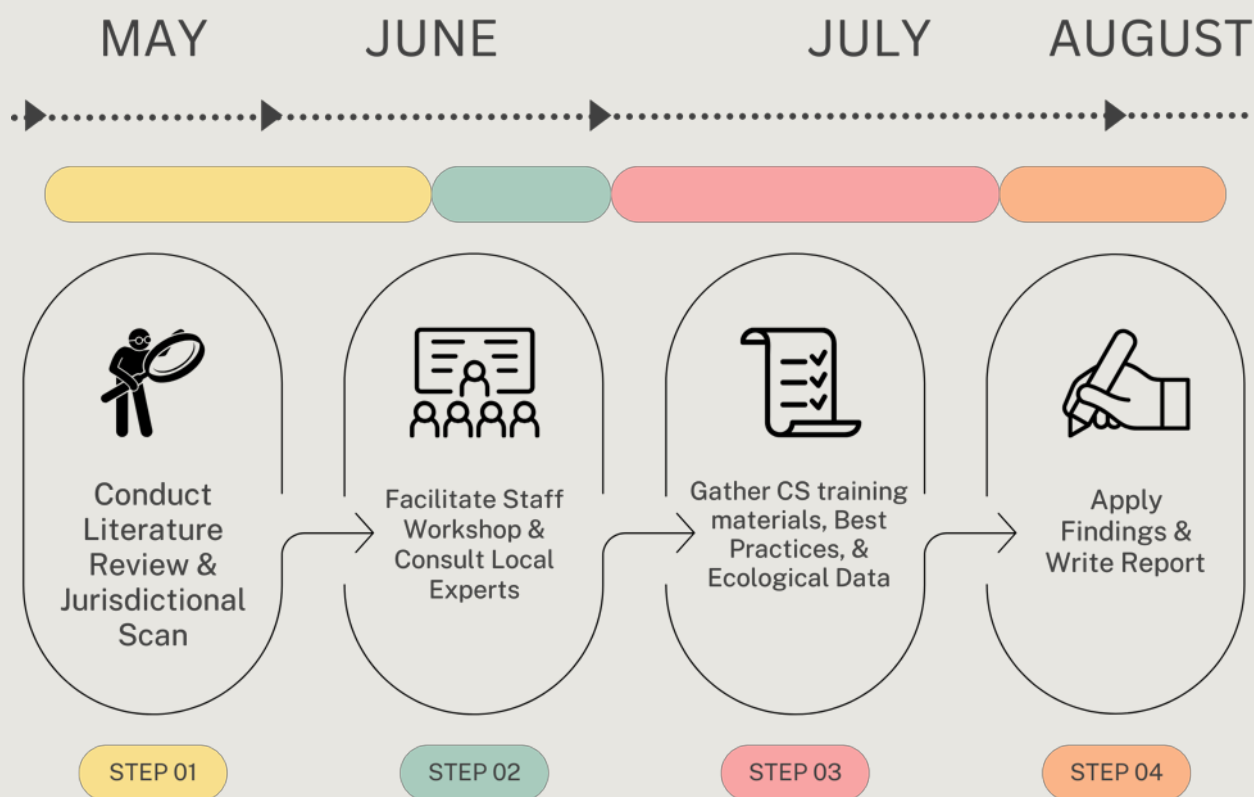 MAY
JUNE
JULY
AUGUST
Conduct
Literature
Review &
Jurisdictional
Scan
Facilitate Staff
Workshop &
Consult Local
Experts
Gather CS training
materials, Best
Practices, &
Ecological Data
Apply
Findings &
Write Report
STEP 01
STEP 02
STEP 03
STEP 04